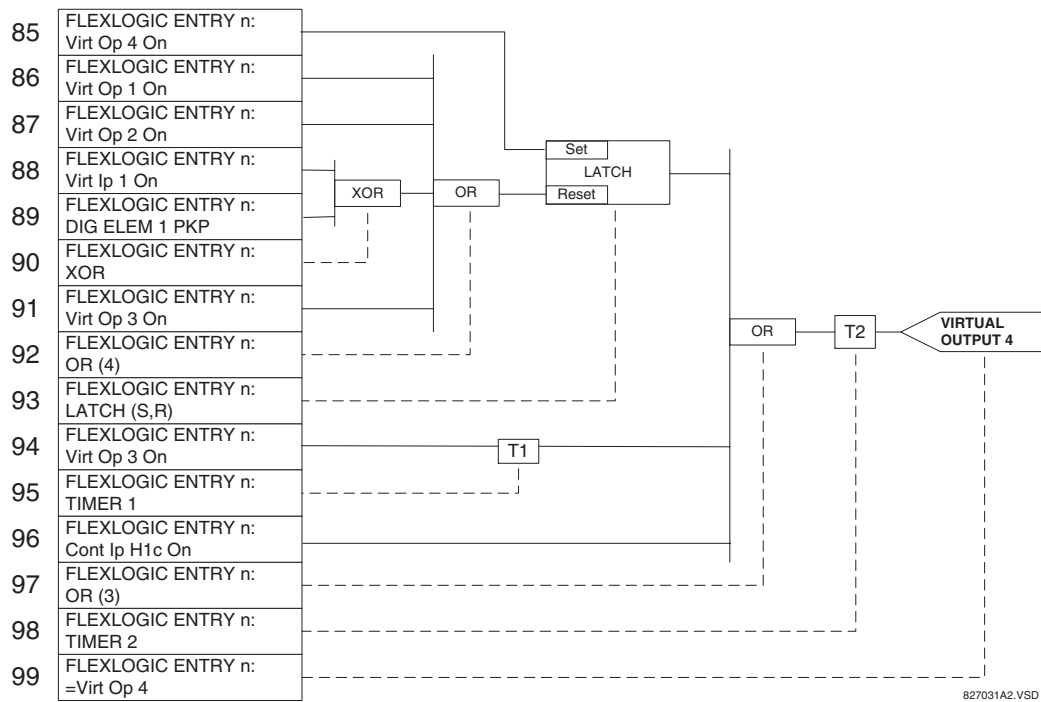 85 FLEXLOGIC ENTRY n:
Virt Op 4 On
86 FLEXLOGIC ENTRY n:
Virt Op 1 On
87 FLEXLOGIC ENTRY n:
Virt Op 2 On
88 FLEXLOGIC ENTRY n:
Virt Ip 1 On
89 FLEXLOGIC ENTRY n:
DIG ELEM 1 PKP
90 FLEXLOGIC ENTRY n:
XOR
91 FLEXLOGIC ENTRY n:
Virt Op 3 On
92 FLEXLOGIC ENTRY n:
OR (4)
93 FLEXLOGIC ENTRY n:
LATCH (S,R)
94 FLEXLOGIC ENTRY n:
Virt Op 3 On
95 FLEXLOGIC ENTRY n:
TIMER 1
96 FLEXLOGIC ENTRY n:
Cont Ip H1c On
97 FLEXLOGIC ENTRY n:
OR (3)
98 FLEXLOGIC ENTRY n:
TIMER 2
99 FLEXLOGIC ENTRY n:
=Virt Op 4
XOR
OR
Set
LATCH
Reset
T1
OR
T2
VIRTUAL
OUTPUT 4
827031A2.VSD